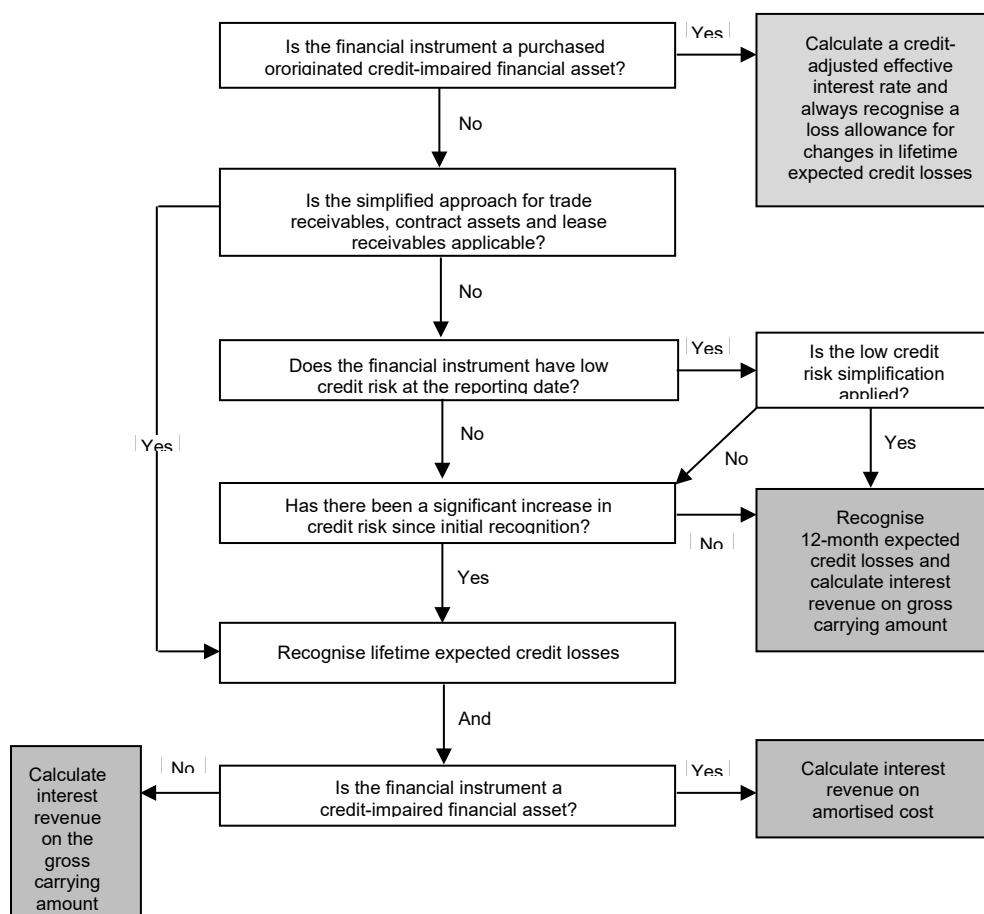 Is the financial instrument a purchased
ororiginated credit-impaired financial asset?
Yes
Calculate a credit-
adjusted effective
interest rate and
always recognise a
loss allowance for
changes in lifetime
expected credit losses
No
Is the simplified approach for trade
receivables, contract assets and lease
receivables applicable?
No
Does the financial instrument have low
credit risk at the reporting date?
Yes
Is the low credit
risk simplification
applied?
Yes
No
No
Yes
Has there been a significant increase in
credit risk since initial recognition?
No
Recognise
12-month expected
credit losses and
calculate interest
revenue on gross
carrying amount
Yes
Recognise lifetime expected credit losses
And
Is the financial instrument a
credit-impaired financial asset?
No
Calculate
interest
revenue
on the
gross
carrying
amount
Yes
Calculate interest
revenue on
amortised cost